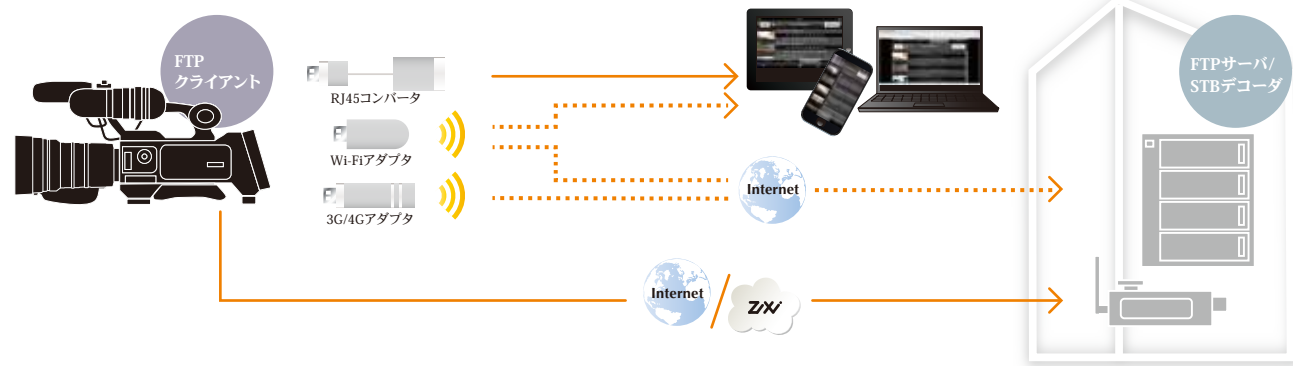 FTP
クライアント
RJ45コンバータ
Wi-Fiアダプタ
3G/4Gアダプタ
Internet
Internet
ZiXi
FTPサーバ/
STBデコーダ